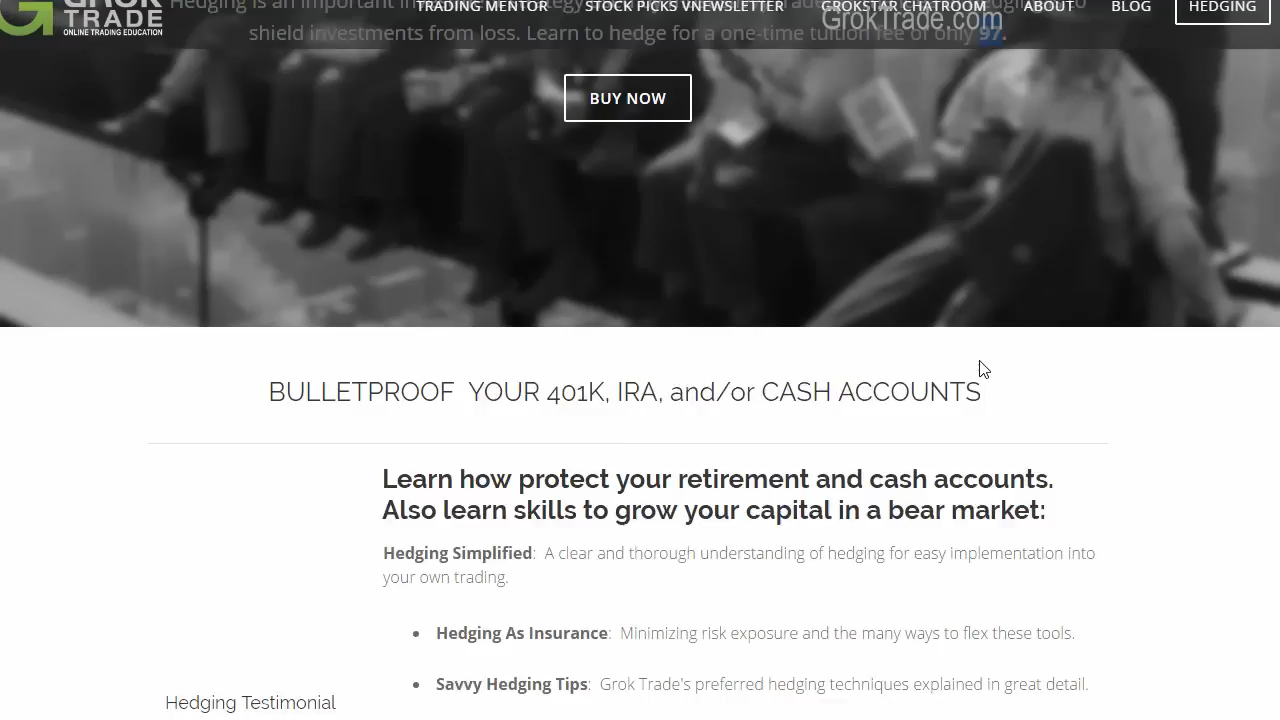 GROK
TRADE
ONLINE TRADING EDUCATION
TRADING MENTOR
STOCK PICKS VNEWSLETTER
GROKSTAR CHATROOM
ABOUT
BLOG
HEDGING
GrokTrade.com
Hedging is an important
shield investments from loss. Learn to hedge for a one-time tuition fee of only 97.
BUY NOW
BULLETPROOF YOUR 401K, IRA, and/or CASH ACCOUNTS
Learn how protect your retirement and cash accounts.
Also learn skills to grow your capital in a bear market:
Hedging Simplified: A clear and thorough understanding of hedging for easy implementation into
your own trading.
• Hedging As Insurance: Minimizing risk exposure and the many ways to flex these tools.
• Savvy Hedging Tips: Grok Trade's preferred hedging techniques explained in great detail.
Hedging Testimonial